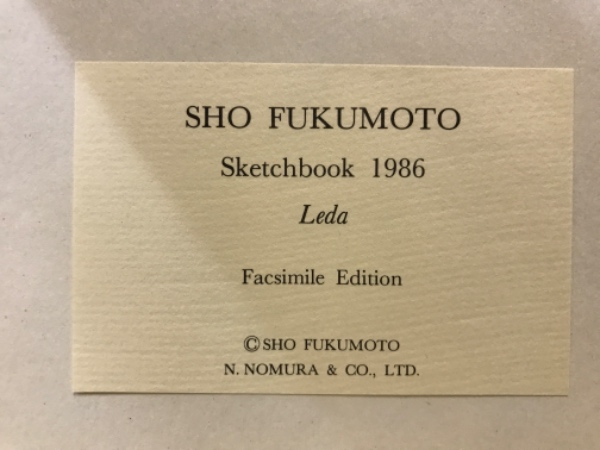 SHO FUKUMOTO
Sketchbook 1986
Leda
Facsimile Edition
© SHO FUKUMOTO
N. NOMURA & CO., LTD.